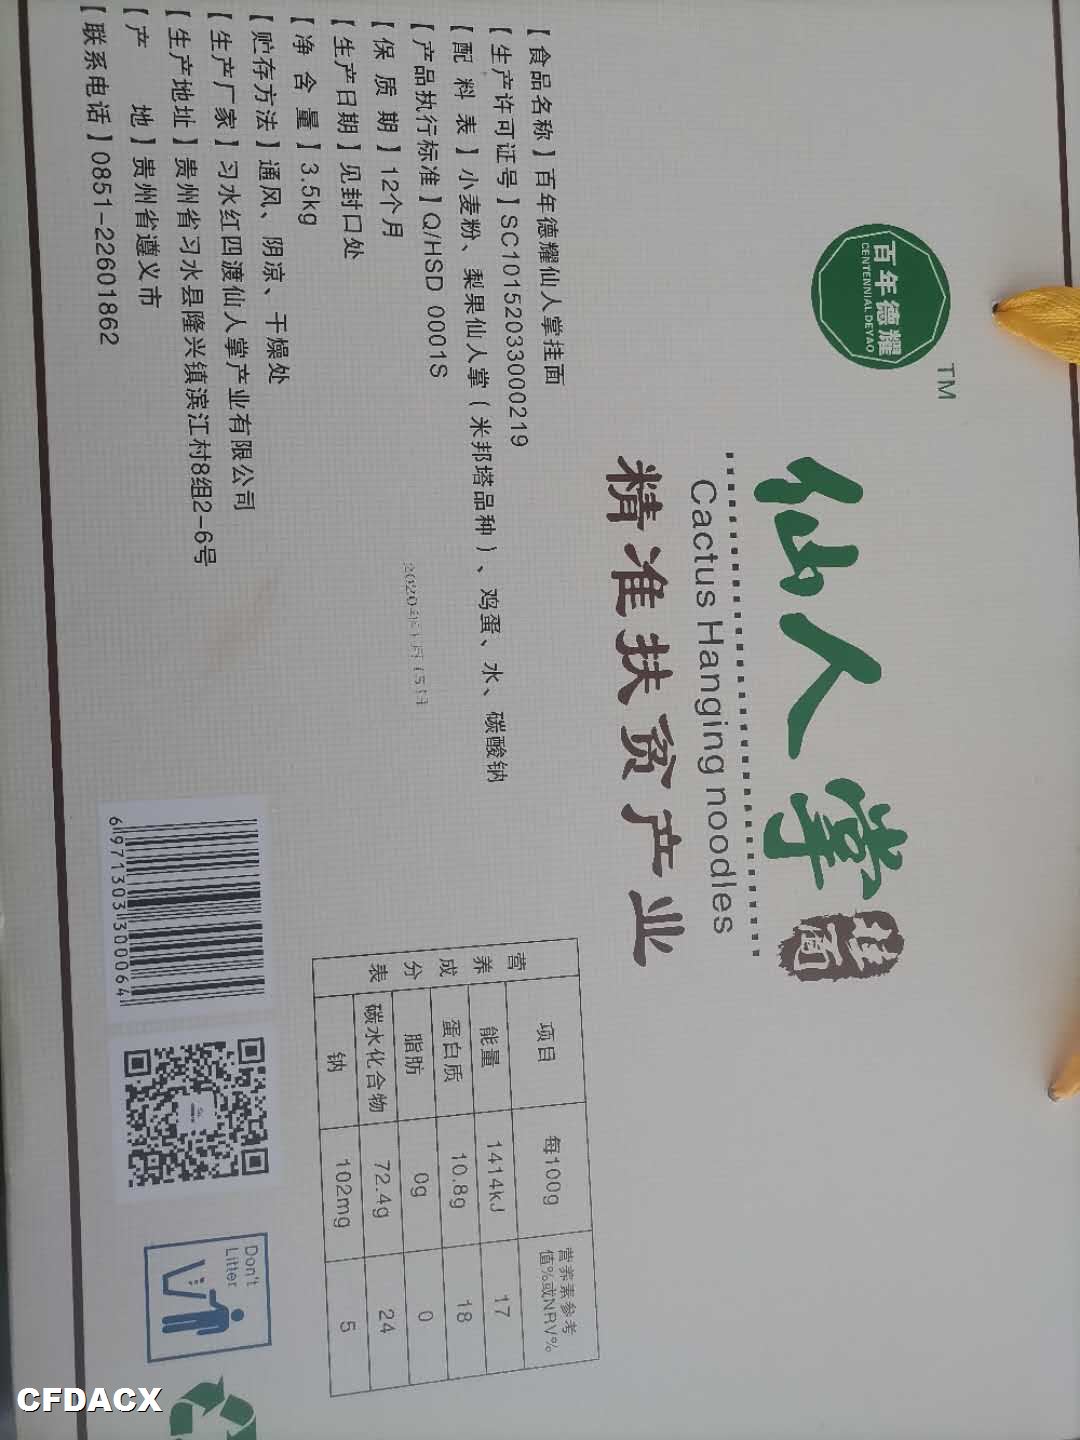 百年德耀
CENTENNIAL DEYAO
TM
仙人掌
挂面
Cactus Hanging noodles
精准扶贫产业
【食品名称】百年德耀仙人掌挂面
【生产许可证号】SC10152033000219
【配料表】小麦粉、梨果仙人掌(米邦塔品种)、鸡蛋、水、碳酸钠
【产品执行标准】Q/HSD 0001S
【保质期】12个月
【生产日期】见封口处
【净含量】3.5kg
【贮存方法】通风、阴凉、干燥处
【生产厂家】习水红四渡仙人掌产业有限公司
【生产地址】贵州省习水县隆兴镇滨江村8组2-6号
【产 地】贵州省遵义市
【联系电话】0851-22601862
营养成分表
项目 每100g 营养素参考值%或NRV%
能量 1414kJ 17
蛋白质 10.8g 18
脂肪 0g 0
碳水化合物 72.4g 24
钠 102mg 5
6 971303 300064
Don't
Litter
CFDACX